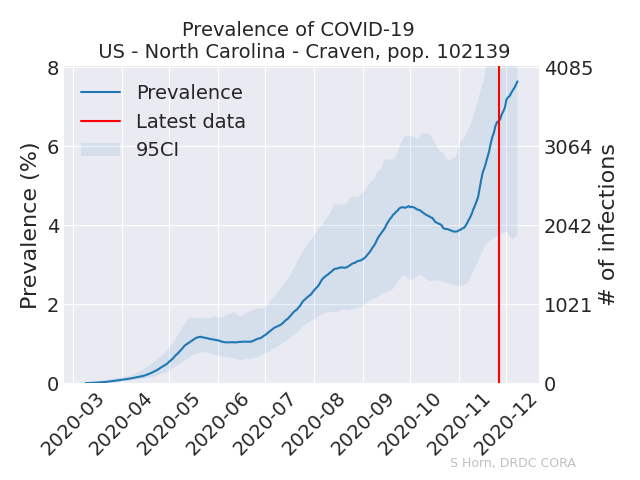 Prevalence of COVID-19
US - North Carolina - Craven, pop. 102139
Prevalence
Latest data
95CI
Prevalence (%)
8
6
4
2
0
4085
3064
2042
1021
0
# of infections
2020-03
2020-04
2020-05
2020-06
2020-07
2020-08
2020-09
2020-10
2020-11
2020-12
S Horn, DRDC CORA